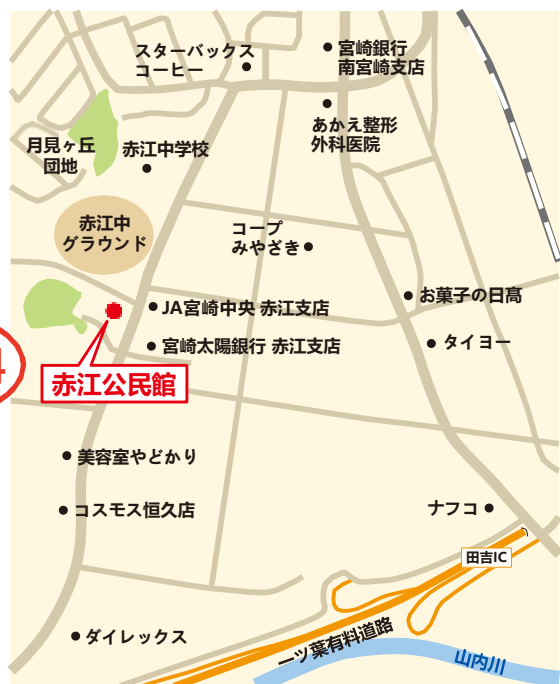 スターバックス
コーヒー
宮崎銀行
南宮崎支店
あかえ整形
外科医院
月見ヶ丘
団地
赤江中学校
赤江中
グラウンド
コープ
みやざき
お菓子の日髙
JA宮崎中央 赤江支店
タイヨー
宮崎太陽銀行 赤江支店
4
赤江公民館
美容室やどかり
コスモス恒久店
ナフコ
田吉IC
ダイレックス
一ツ葉有料道路
山内川